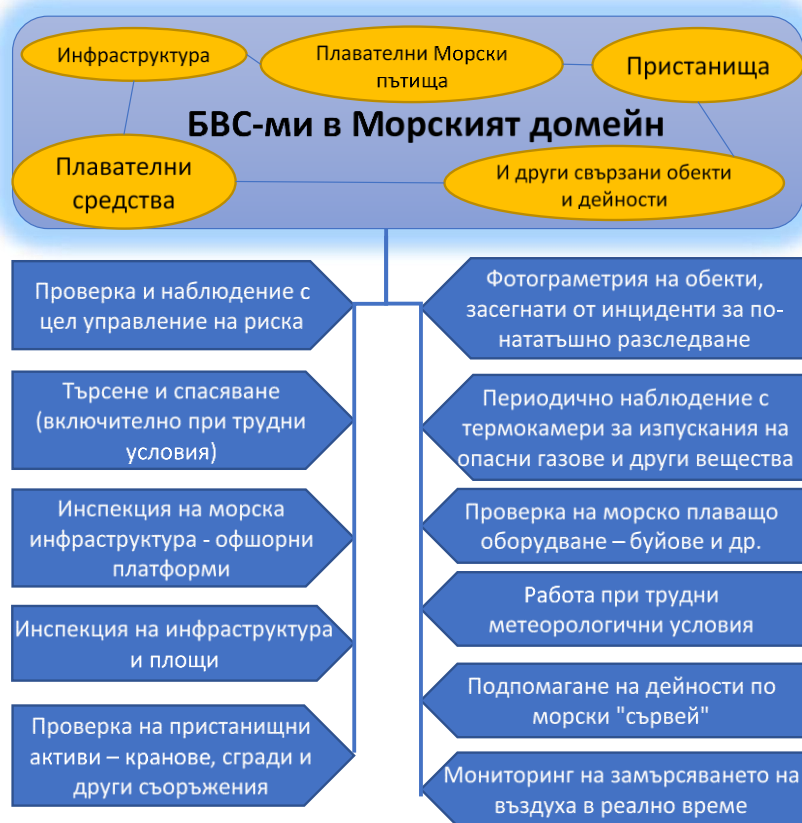 Инфраструктура
Плавателни Морски
пътища
Пристанища
БВС-ми в Морският домейн
Плавателни
средства
И други свързани обекти
и дейности
Проверка и наблюдение с
цел управление на риска
Търсене и спасяване
(включително при трудни
условия)
Инспекция на морска
инфраструктура - офшорни
платформи
Инспекция на инфраструктура
и площи
Проверка на пристанищни
активи – кранове, сгради и
други съоръжения
Фотограметрия на обекти,
засегнати от инциденти за по-
нататъшно разследване
Периодично наблюдение с
термокамери за изпускания на
опасни газове и други вещества
Проверка на морско плаващо
оборудване – буйове и др.
Работа при трудни
метеорологични условия
Подпомагане на дейности по
морски "сървей"
Мониторинг на замърсяването на
въздуха в реално време